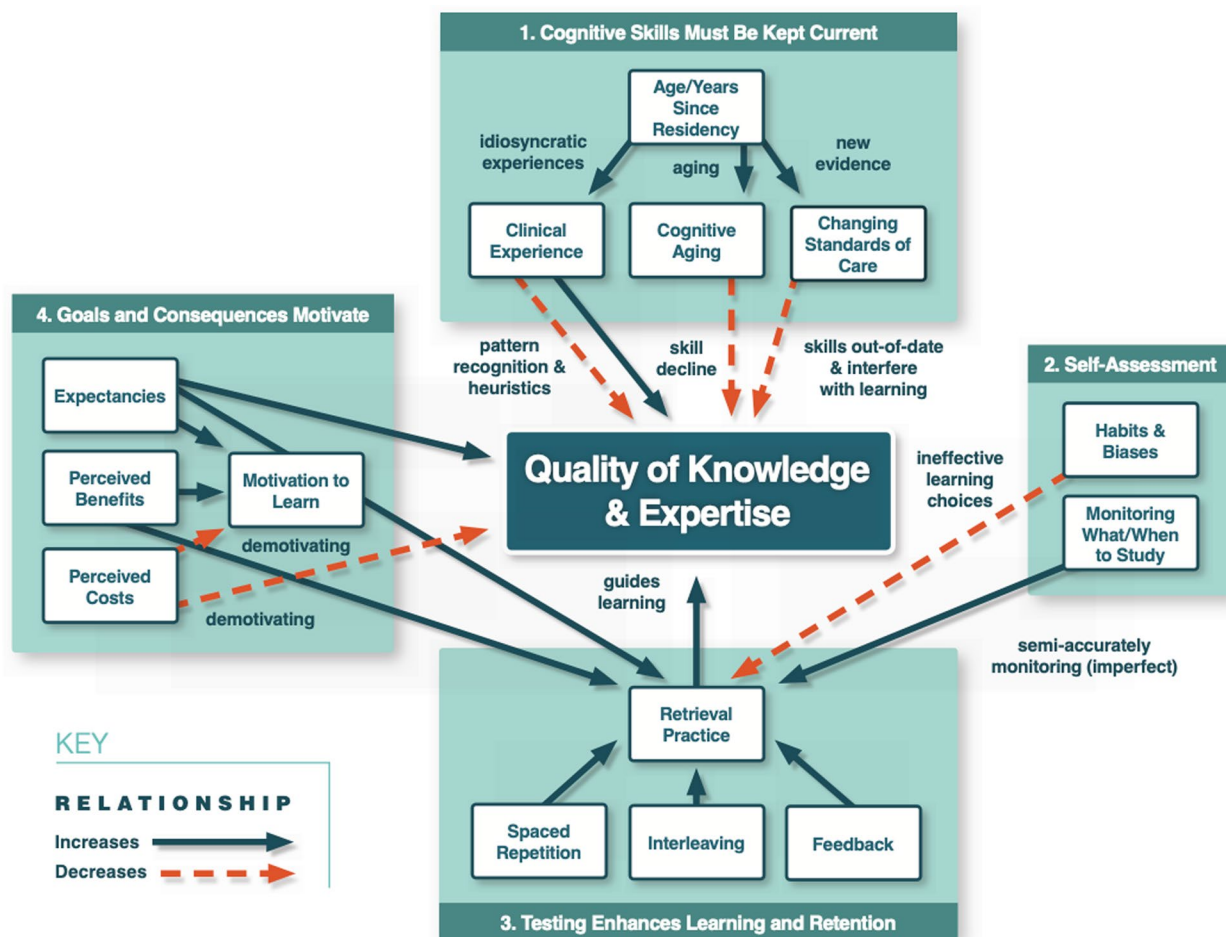 1. Cognitive Skills Must Be Kept Current
Age/Years
Since
Residency
idiosyncratic
experiences
aging
new
evidence
Clinical
Experience
Cognitive
Aging
Changing
Standards of
Care
pattern
recognition &
heuristics
skill
decline
skills out-of-date
& interfere
with learning
4. Goals and Consequences Motivate
Expectancies
Perceived
Benefits
Motivation to
Learn
demotivating
Perceived
Costs
demotivating
Quality of Knowledge
& Expertise
2. Self-Assessment
Habits &
Biases
ineffective
learning
choices
Monitoring
What/When
to Study
semi-accurately
monitoring (imperfect)
guides
learning
Retrieval
Practice
Spaced
Repetition
Interleaving
Feedback
3. Testing Enhances Learning and Retention
KEY
RELATIONSHIP
Increases
Decreases